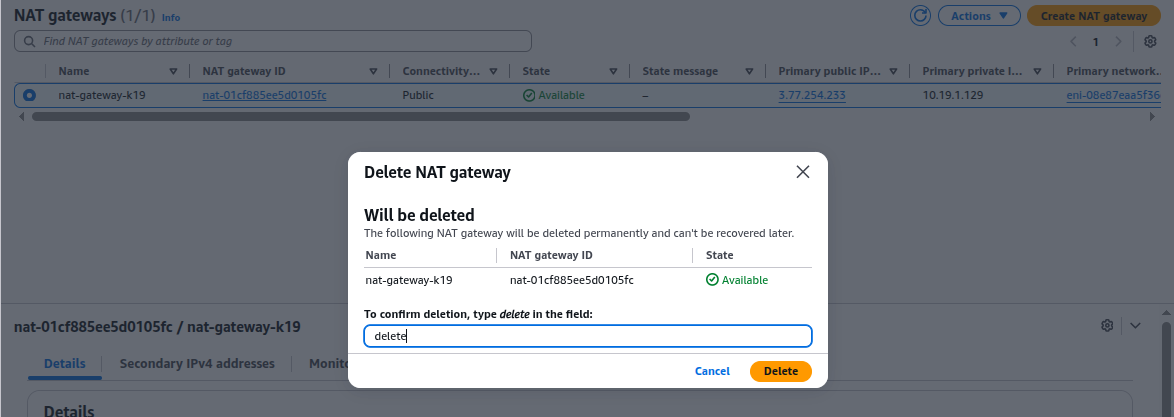 NAT gateways (1/1) Info
Actions
Create NAT gateway
Find NAT gateways by attribute or tag
1
Name NAT gateway ID Connectivity... State State message Primary public IP... Primary private I... Primary network...
nat-gateway-k19 nat-01cf885ee5d0105fc Public Available – 3.77.254.233 10.19.1.129 eni-08e87eaa5f36
Delete NAT gateway
Will be deleted
The following NAT gateway will be deleted permanently and can't be recovered later.
Name NAT gateway ID State
nat-gateway-k19 nat-01cf885ee5d0105fc Available
To confirm deletion, type delete in the field:
delete
Cancel Delete
nat-01cf885ee5d0105fc / nat-gateway-k19
Details Secondary IPv4 addresses Monito
Details